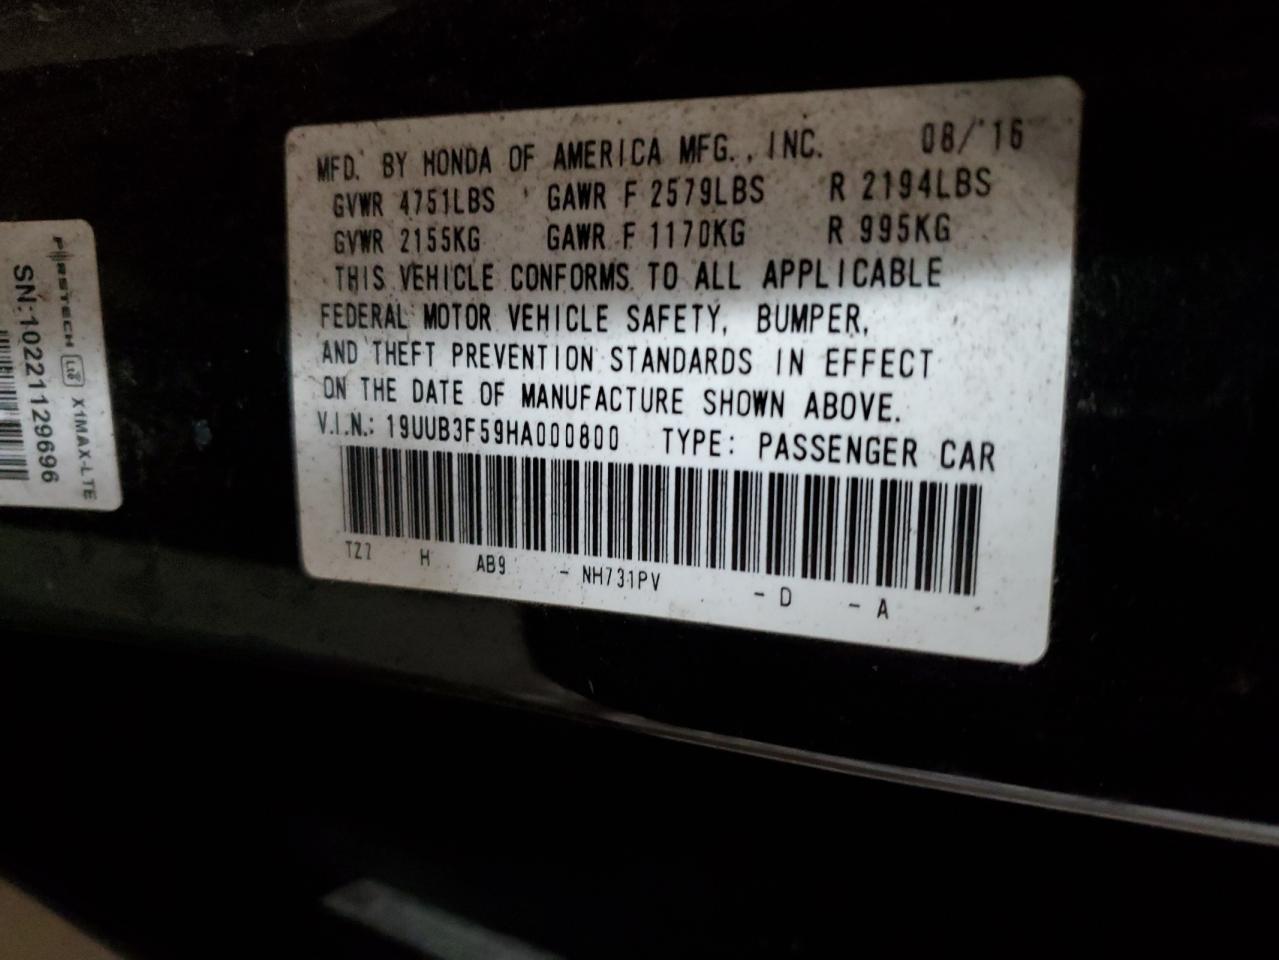 MFD. BY HONDA OF AMERICA MFG., INC. 08/'16
GVWR 4751LBS GAWR F 2579LBS R 2194LBS
GVWR 2155KG GAWR F 1170KG R 995KG
THIS VEHICLE CONFORMS TO ALL APPLICABLE
FEDERAL MOTOR VEHICLE SAFETY, BUMPER,
AND THEFT PREVENTION STANDARDS IN EFFECT
ON THE DATE OF MANUFACTURE SHOWN ABOVE.
V.I.N.: 19UUB3F59HA000800 TYPE: PASSENGER CAR
TZ7 H AB9 - NH731PV - D - A
FIRSTECH LTE X1MAX-LTE
SN:10221129696